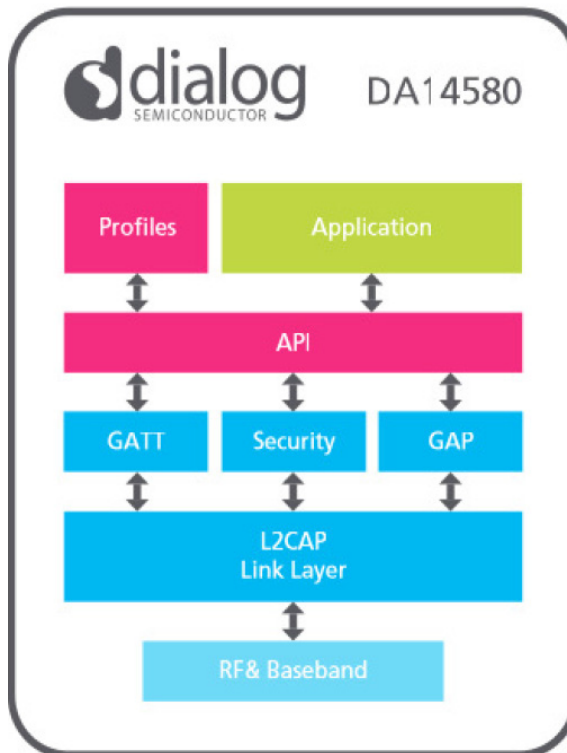 dialog
SEMICONDUCTOR
DA14580
Profiles
Application
API
GATT
Security
GAP
L2CAP
Link Layer
RF& Baseband